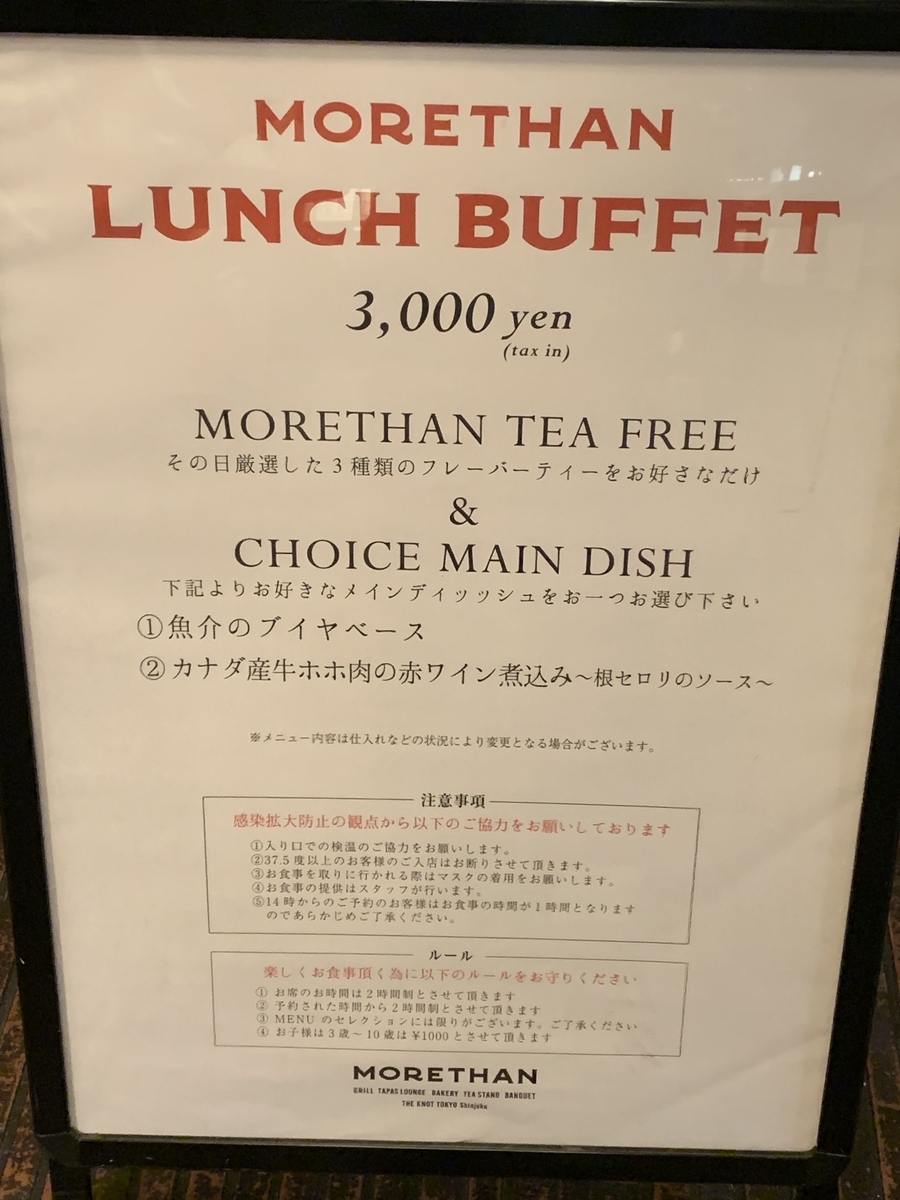 MORETHAN
LUNCH BUFFET
3,000 yen
(tax in)
MORETHAN TEA FREE
その日厳選した3種類のフレーバーティーをお好さなだけ
&
CHOICE MAIN DISH
下記よりお好きなメインディッッシュをお一つお選び下さい
①魚介のブイヤベース
②カナダ産牛ホホ肉の赤ワイン煮込み~根セロリのソース~
※メニュー内容は仕入れなどの状況により変更となる場合がございます。
注意事項
感染拡大防止の観点から以下のご協力をお願いしております
①入り口での検温のご協力をお願いします。
②37.5度以上のお客様のご入店はお断りさせて頂きます。
③お食事を取りに行かれる際はマスクの着用をお願いします。
④お食事の提供はスタッフが行います。
⑤14時からのご予約のお客様はお食事の時間が1時間となります
のであらかじめご了承ください。
ルール
楽しくお食事頂く為に以下のルールをお守りください
① お席のお時間は2時間制とさせて頂きます
② 予約された時間から2時間制とさせて頂きます
③ MENU のセレクションには限りがございます。ご了承ください
④ お子様は3歳~10歳は¥1000とさせて頂きます
MORETHAN
GRILL TAPAS LOUNGE BAKERY TEA STAND BANQUET
THE KNOT TOKYO Shinjuku